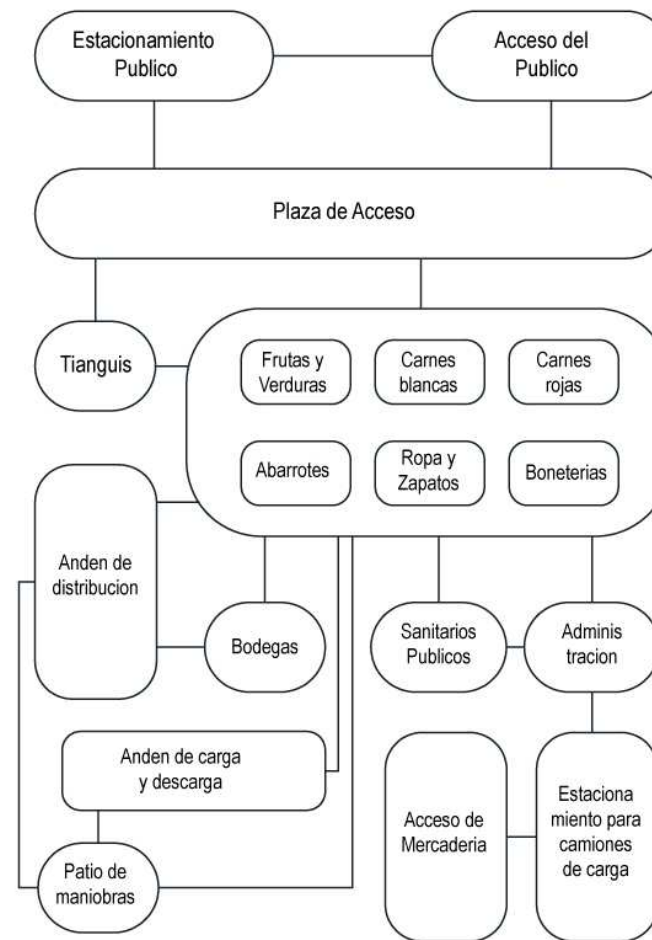 Estacionamiento
Publico
Acceso del
Publico
Plaza de Acceso
Tianguis
Frutas y
Verduras
Carnes
blancas
Carnes
rojas
Abarrotes
Ropa y
Zapatos
Boneterias
Anden de
distribucion
Bodegas
Sanitarios
Publicos
Adminis
tracion
Anden de carga
y descarga
Acceso de
Mercaderia
Estaciona
miento para
camiones
de carga
Patio de
maniobras